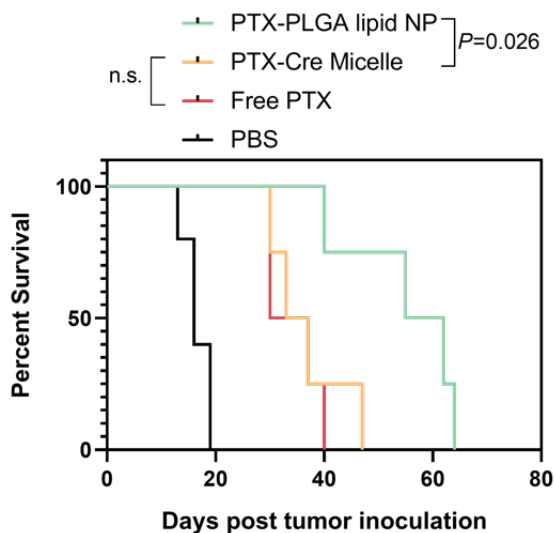 PTX-PLGA lipid NP
P=0.026
PTX-Cre Micelle
n.s.
Free PTX
PBS
100
50
0
Percent Survival
0 20 40 60 80
Days post tumor inoculation